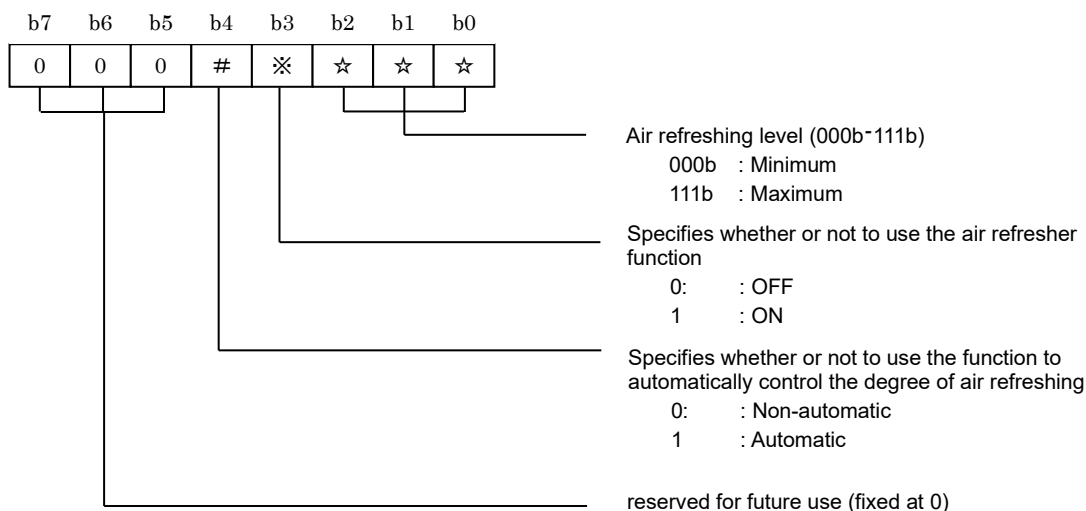 b7 b6 b5 b4 b3 b2 b1 b0
0 0 0 # ※ ☆ ☆ ☆
Air refreshing level (000b-111b)
000b : Minimum
111b : Maximum
Specifies whether or not to use the air refresher
function
0: : OFF
1 : ON
Specifies whether or not to use the function to
automatically control the degree of air refreshing
0: : Non-automatic
1 : Automatic
reserved for future use (fixed at 0)